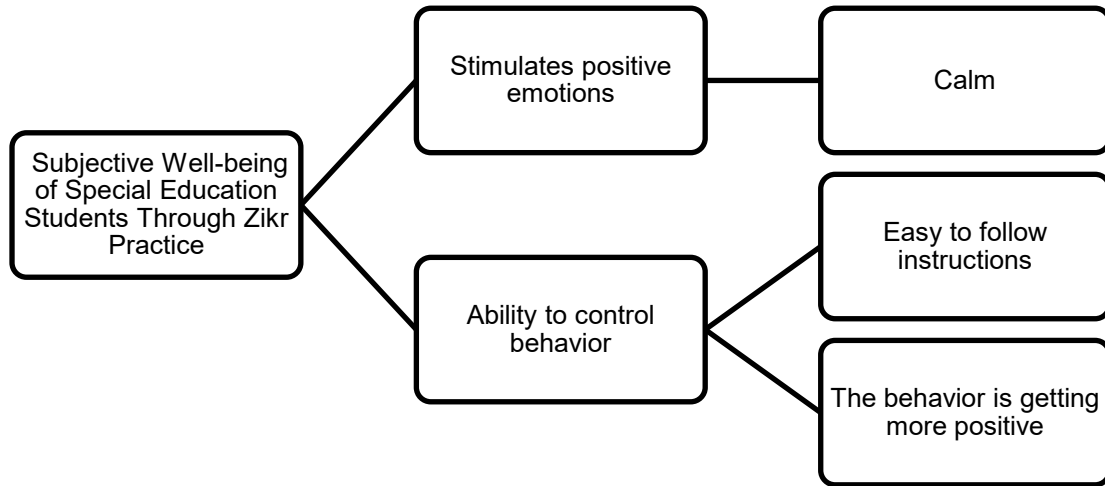 Subjective Well-being
of Special Education
Students Through Zikr
Practice
Stimulates positive
emotions
Calm
Ability to control
behavior
Easy to follow
instructions
The behavior is getting
more positive